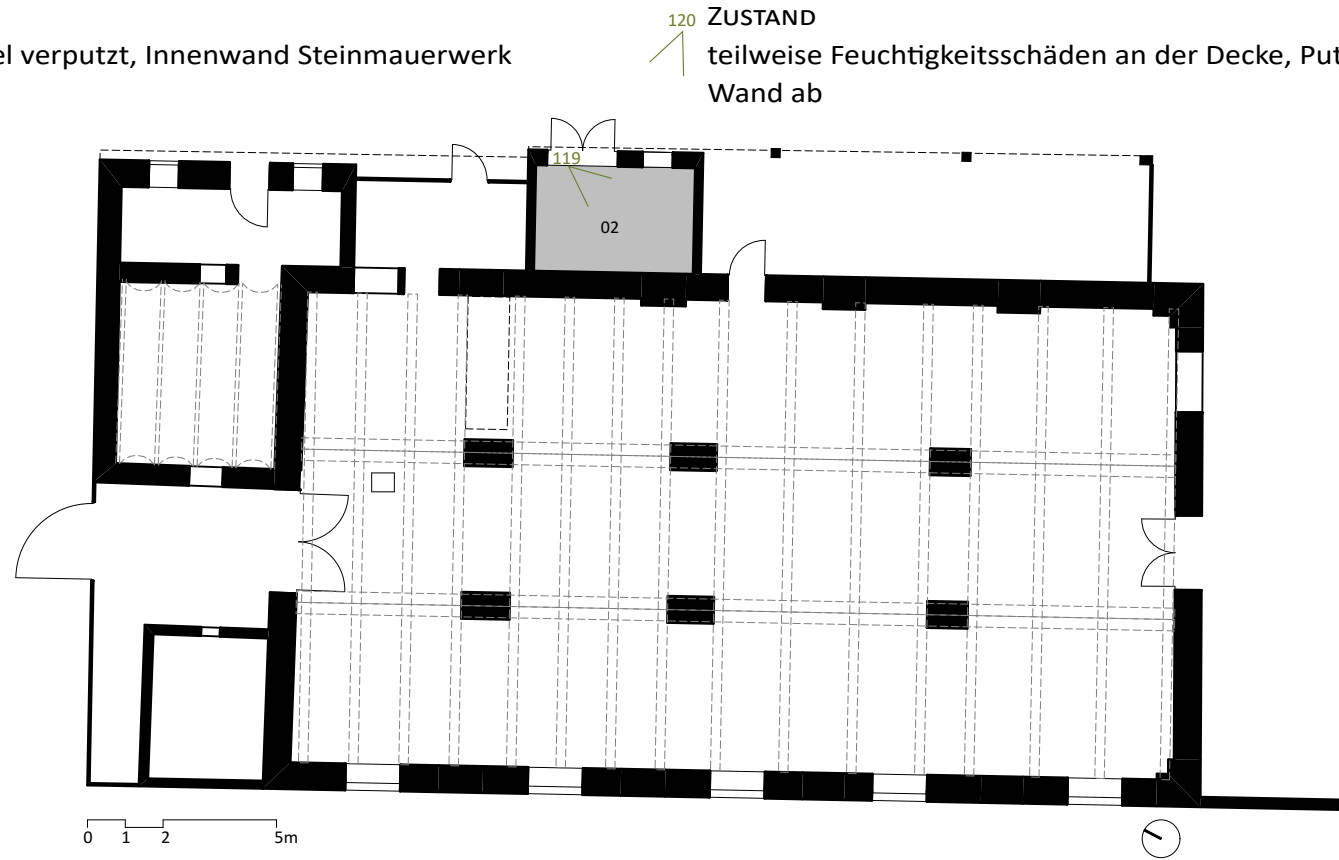 120 ZUSTAND
el verputzt, Innenwand Steinmauerwerk
teilweise Feuchtigkeitsschäden an der Decke, Put
Wand ab
119
02
0 1 2 5m